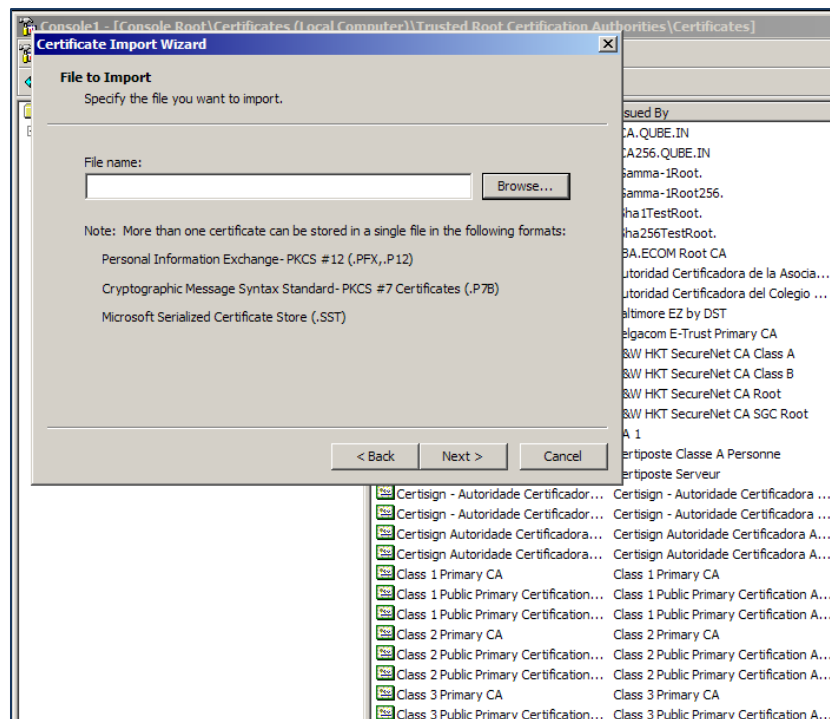 Console1 - [Console Root\Certificates (Local Computer)\Trusted Root Certification Authorities\Certificates]
Certificate Import Wizard
File to Import
Specify the file you want to import.
File name:
Browse...
Note: More than one certificate can be stored in a single file in the following formats:
Personal Information Exchange- PKCS #12 (.PFX,.P12)
Cryptographic Message Syntax Standard- PKCS #7 Certificates (.P7B)
Microsoft Serialized Certificate Store (.SST)
< Back
Next >
Cancel
sued By
CA.QUBE.IN
CA256.QUBE.IN
Gamma-1Root.
Gamma-1Root256.
Sha1TestRoot.
Sha256TestRoot.
BA.ECOM Root CA
utoridad Certificadora de la Asocia...
utoridad Certificadora del Colegio ...
altimore EZ by DST
elgacom E-Trust Primary CA
&W HKT SecureNet CA Class A
&W HKT SecureNet CA Class B
&W HKT SecureNet CA Root
&W HKT SecureNet CA SGC Root
A 1
ertiposte Classe A Personne
ertiposte Serveur
Certisign - Autoridade Certificador... Certisign - Autoridade Certificadora ...
Certisign - Autoridade Certificador... Certisign - Autoridade Certificadora ...
Certisign Autoridade Certificadora... Certisign Autoridade Certificadora A...
Certisign Autoridade Certificadora... Certisign Autoridade Certificadora A...
Class 1 Primary CA Class 1 Primary CA
Class 1 Public Primary Certification... Class 1 Public Primary Certification A...
Class 1 Public Primary Certification... Class 1 Public Primary Certification A...
Class 2 Primary CA Class 2 Primary CA
Class 2 Public Primary Certification... Class 2 Public Primary Certification A...
Class 2 Public Primary Certification... Class 2 Public Primary Certification A...
Class 3 Primary CA Class 3 Primary CA
Class 3 Public Primary Certification... Class 3 Public Primary Certification A...